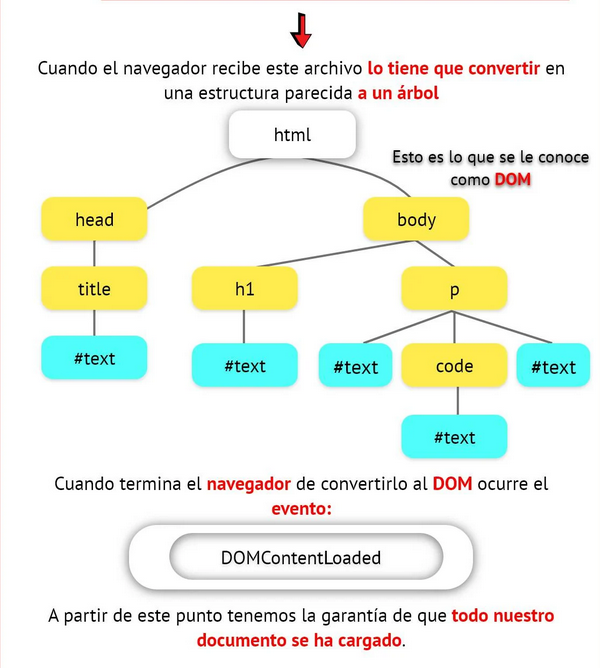 Cuando el navegador recibe este archivo lo tiene que convertir en
una estructura parecida a un árbol
html
Esto es lo que se le conoce
como DOM
head
body
title
h1
p
#text
#text
#text
code
#text
#text
Cuando termina el navegador de convertirlo al DOM ocurre el
evento:
DOMContentLoaded
A partir de este punto tenemos la garantía de que todo nuestro
documento se ha cargado.